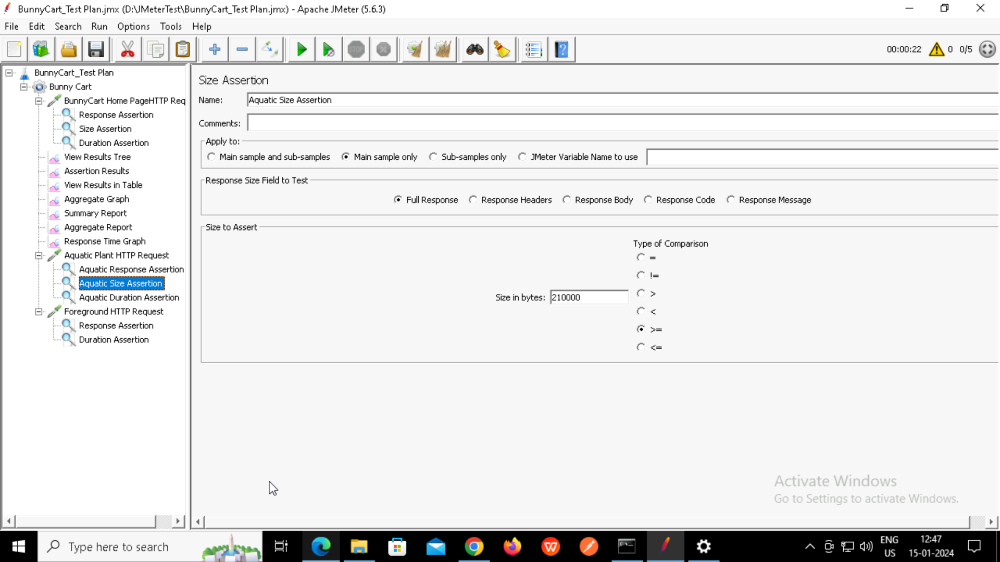 BunnyCart_Test Plan.jmx (D:\JMeterTest\BunnyCart_Test Plan.jmx) - Apache JMeter (5.6.3)
File Edit Search Run Options Tools Help
STOP
00:00:22 0 0/5
BunnyCart_Test Plan
Bunny Cart
BunnyCart Home PageHTTP Req
Response Assertion
Size Assertion
Duration Assertion
View Results Tree
Assertion Results
View Results in Table
Aggregate Graph
Summary Report
Aggregate Report
Response Time Graph
Aquatic Plant HTTP Request
Aquatic Response Assertion
Aquatic Size Assertion
Aquatic Duration Assertion
Foreground HTTP Request
Response Assertion
Duration Assertion
Size Assertion
Name: Aquatic Size Assertion
Comments:
Apply to:
Main sample and sub-samples Main sample only Sub-samples only JMeter Variable Name to use
Response Size Field to Test
Full Response Response Headers Response Body Response Code Response Message
Size to Assert
Type of Comparison
=
!=
>
Size in bytes: 210000
<
>=
<=
Activate Windows
Go to Settings to activate Windows.
Type here to search
ENG
US
12:47
15-01-2024